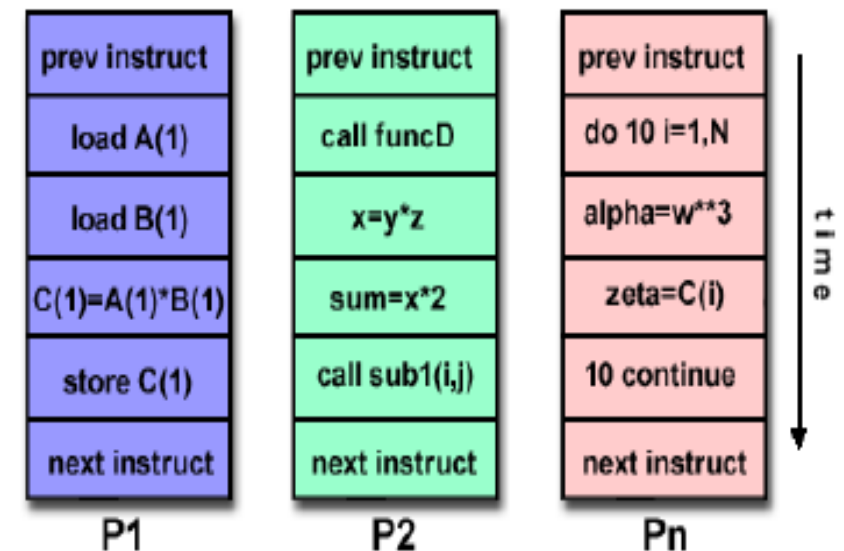 prev instruct
load A(1)
load B(1)
C(1)=A(1)*B(1)
store C(1)
next instruct
P1
prev instruct
call funcD
x=y*z
sum=x*2
call sub1(i,j)
next instruct
P2
prev instruct
do 10 i=1,N
alpha=w**3
zeta=C(i)
10 continue
next instruct
Pn
time